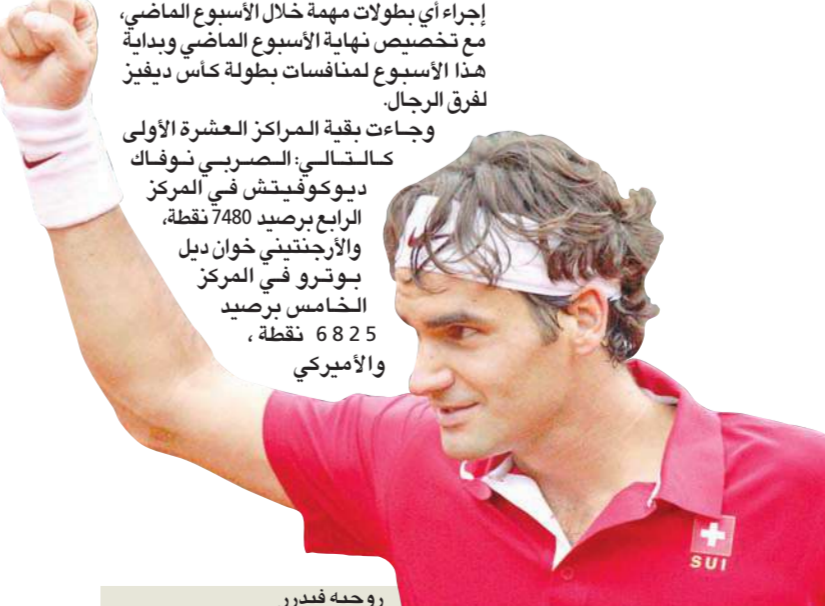 إجراء أي بطولات مهمة خلال الأسبوع الماضي،
مع تخصيص نهاية الأسبوع الماضي وبداية
هذا الأسبوع لمنافسات بطولة كأس ديفيز
لفرق الرجال.
وجاءت بقية المراكز العشرة الأولى
كالتالي: الصربي نوفاك
ديوكوفيتش في المركز
الرابع برصيد 7480 نقطة،
والأرجنتيني خوان ديل
بوترو في المركز
الخامس برصيد
6825 نقطة،
والأميركي
SUI
روجيه فيدرر